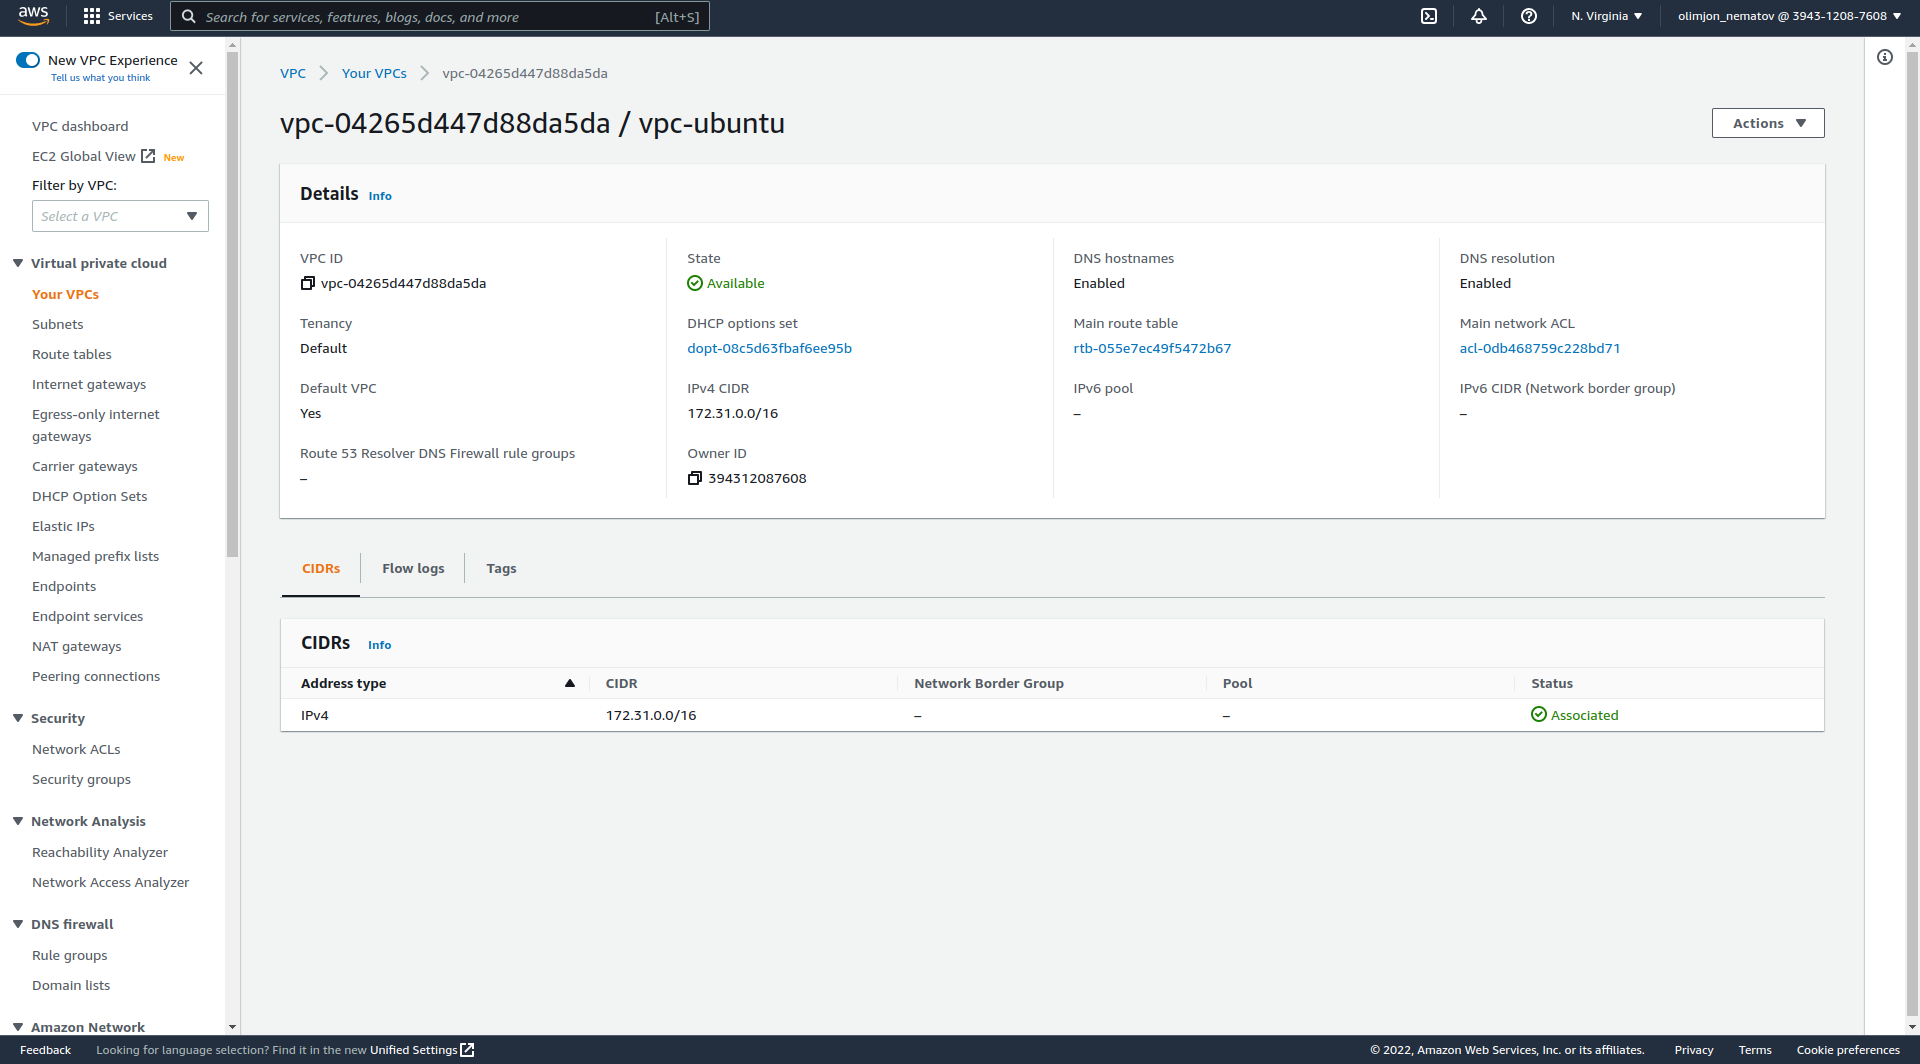 aws
Services
Search for services, features, blogs, docs, and more
[Alt+S]
N. Virginia
olimjon_nematov @ 3943-1208-7608
New VPC Experience
Tell us what you think
VPC dashboard
EC2 Global View New
Filter by VPC:
Select a VPC
Virtual private cloud
Your VPCs
Subnets
Route tables
Internet gateways
Egress-only internet
gateways
Carrier gateways
DHCP Option Sets
Elastic IPs
Managed prefix lists
Endpoints
Endpoint services
NAT gateways
Peering connections
Security
Network ACLs
Security groups
Network Analysis
Reachability Analyzer
Network Access Analyzer
DNS firewall
Rule groups
Domain lists
Amazon Network
VPC Your VPCs vpc-04265d447d88da5da
vpc-04265d447d88da5da / vpc-ubuntu
Actions
Details Info
VPC ID
vpc-04265d447d88da5da
State
Available
DNS hostnames
Enabled
DNS resolution
Enabled
Tenancy
Default
DHCP options set
dopt-08c5d63fbaf6ee95b
Main route table
rtb-055e7ec49f5472b67
Main network ACL
acl-0db468759c228bd71
Default VPC
Yes
IPv4 CIDR
172.31.0.0/16
IPv6 pool
–
IPv6 CIDR (Network border group)
–
Route 53 Resolver DNS Firewall rule groups
–
Owner ID
394312087608
CIDRs Flow logs Tags
CIDRs Info
Address type CIDR Network Border Group Pool Status
IPv4 172.31.0.0/16 – – Associated
Feedback Looking for language selection? Find it in the new Unified Settings
© 2022, Amazon Web Services, Inc. or its affiliates. Privacy Terms Cookie preferences